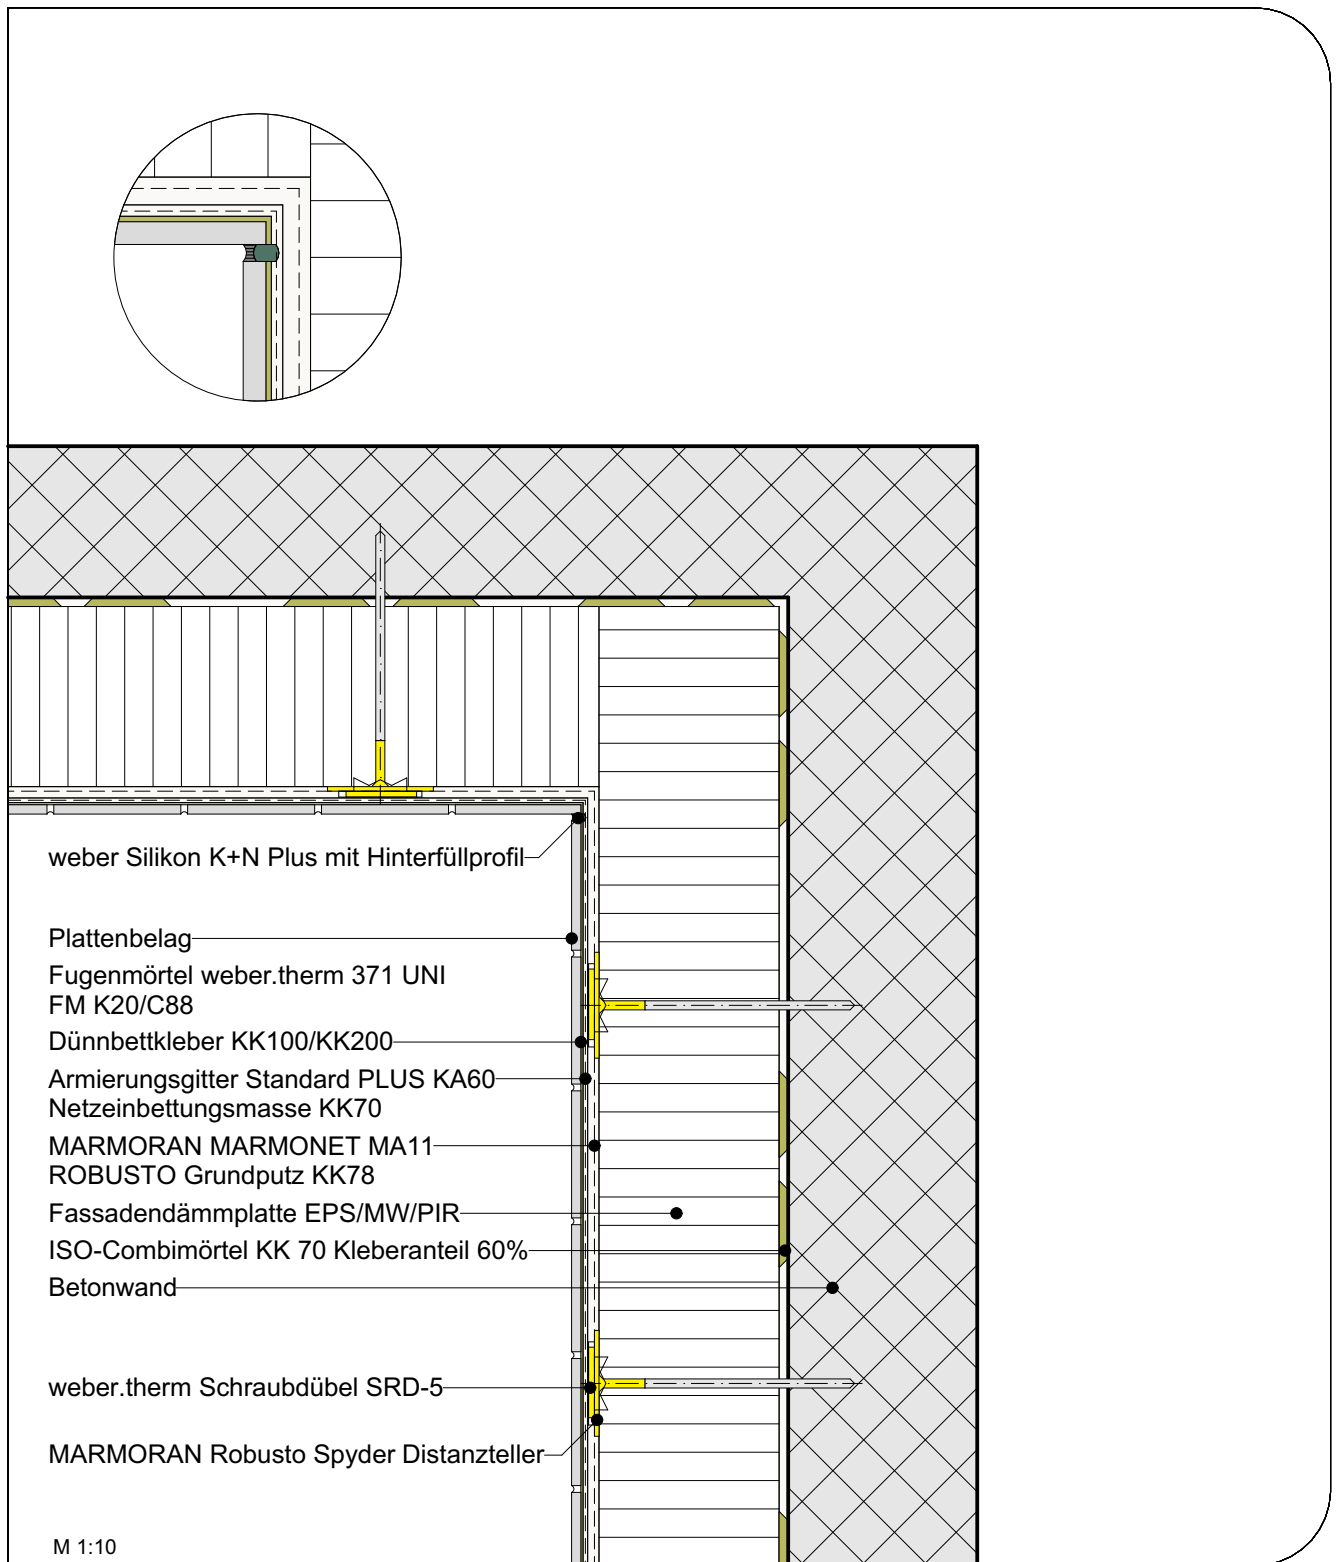 weber Silikon K+N Plus mit Hinterfüllprofil
Plattenbelag
Fugenmörtel weber.therm 371 UNI
FM K20/C88
Dünnbettkleber KK100/KK200
Armierungsgitter Standard PLUS KA60
Netzeinbettungsmasse KK70
MARMORAN MARMONET MA11
ROBUSTO Grundputz KK78
Fassadendämmplatte EPS/MW/PIR
ISO-Combimörtel KK 70 Kleberanteil 60%
Betonwand
weber.therm Schraubdübel SRD-5
MARMORAN Robusto Spyder Distanzteller
M 1:10